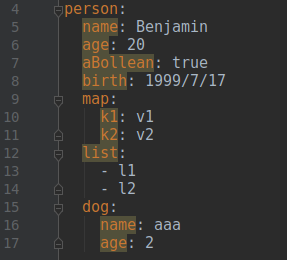 4 person:
5   name: Benjamin
6   age: 20
7   aBollean: true
8   birth: 1999/7/17
9   map:
10     k1: v1
11     k2: v2
12   list:
13     - l1
14     - l2
15   dog:
16     name: aaa
17     age: 2